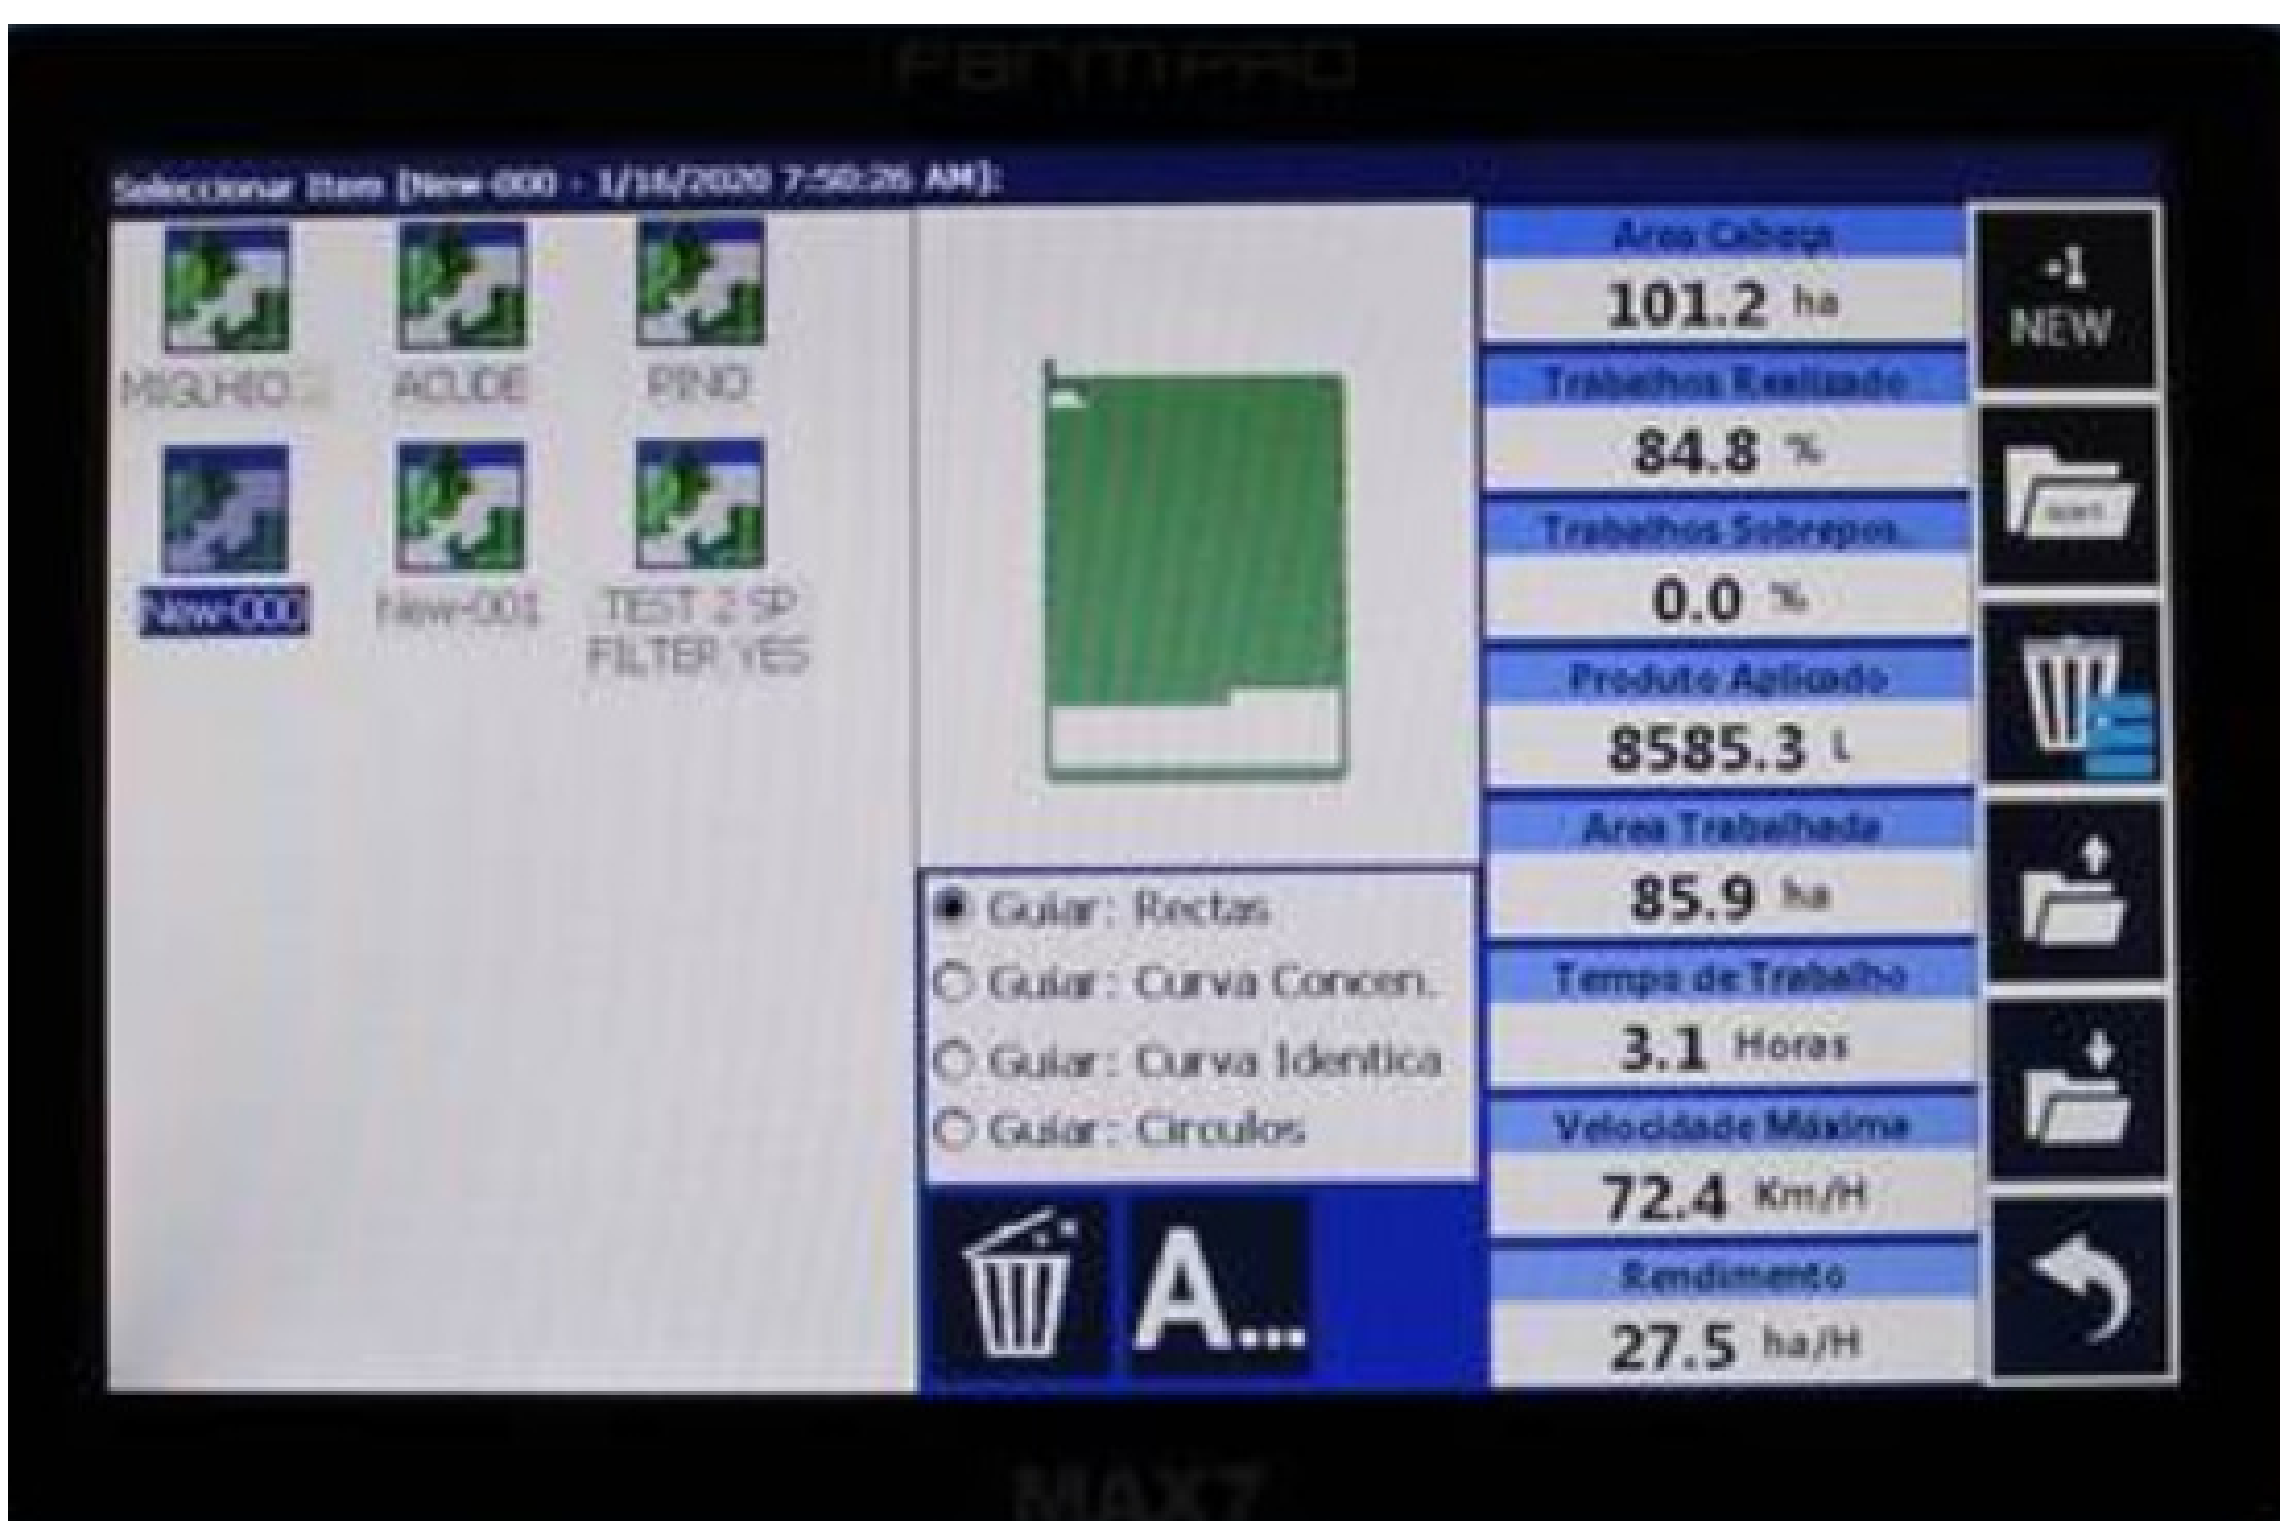 FarmPRO
Seleccionar Item [New-000 - 1/16/2020 7:50:26 AM]:
ACUDE
PINO
New-000
New-001
TEST 2 SP
FILTER YES
Guiar: Rectas
Guiar: Curva Concen.
Guiar: Curva Identica
Guiar: Circulos
A...
Area Cabeça
101.2 ha
Trabalhos Realizado
84.8 %
Trabalhos Sobrepos.
0.0 %
Produto Aplicado
8585.3 L
Area Trabalhada
85.9 ha
Tempo de Trabalho
3.1 Horas
Velocidade Máxima
72.4 Km/H
Rendimento
27.5 ha/H
-1
NEW
MAX7